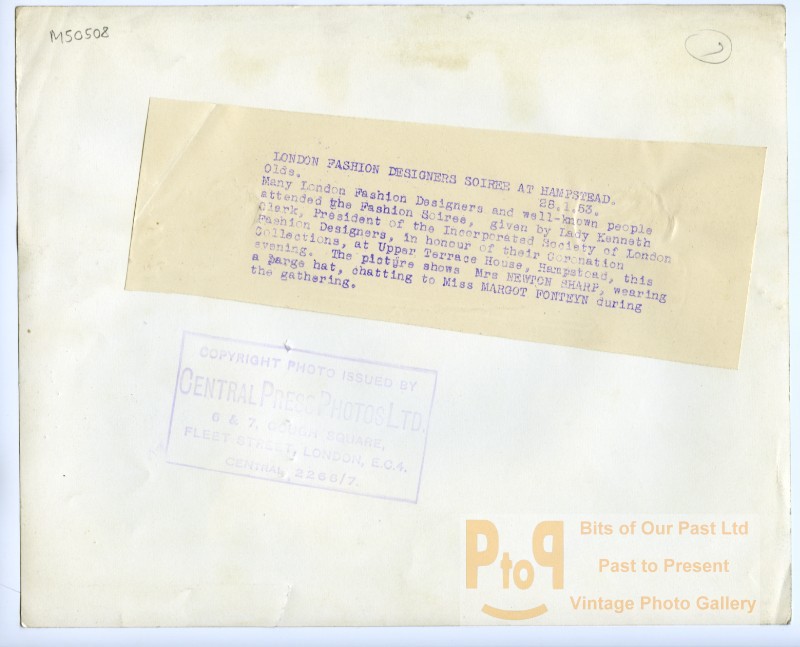 M50508
LONDON FASHION DESIGNERS SOIREE AT HAMPSTEAD.
Olds. 28.1.53.
Many London Fashion Designers and well-known people
attended the Fashion Soiree, given by Lady Kenneth
Clerk, President of the Incorporated Society of London
Fashion Designers, in honour of their Coronation
Collections, at Upper Terrace House, Hampstead, this
evening. The picture shows Mrs NEWTON SHARP, wearing
a large hat, chatting to Miss MARGOT FONTEYN during
the gathering.
COPYRIGHT PHOTO ISSUED BY
CENTRAL PRESS PHOTOS LTD.
6 & 7, GOUGH SQUARE,
FLEET STREET, LONDON, E.C.4.
CENTRAL 2266/7.
PtoP
Bits of Our Past Ltd
Past to Present
Vintage Photo Gallery